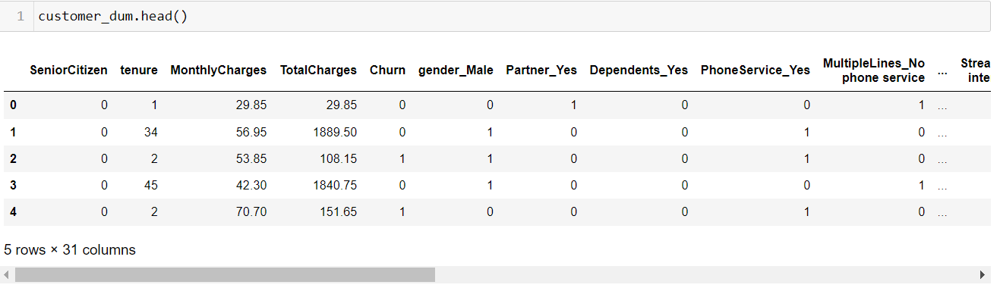 1 customer_dum.head()
SeniorCitizen tenure MonthlyCharges TotalCharges Churn gender_Male Partner_Yes Dependents_Yes PhoneService_Yes MultipleLines_No phone service ... Strea inte
0 0 1 29.85 29.85 0 0 1 0 0 1 ...
1 0 34 56.95 1889.50 0 1 0 0 1 0 ...
2 0 2 53.85 108.15 1 1 0 0 1 0 ...
3 0 45 42.30 1840.75 0 1 0 0 0 1 ...
4 0 2 70.70 151.65 1 0 0 0 1 0 ...
5 rows × 31 columns